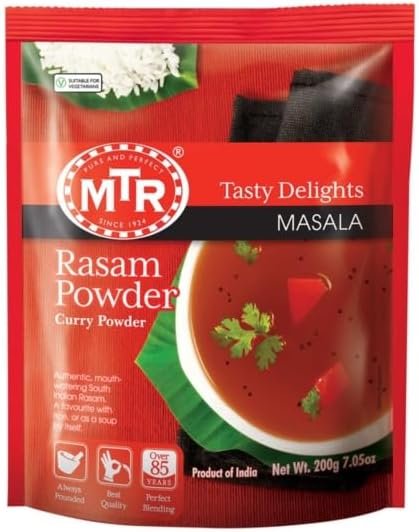 SUITABLE FOR
VEGETARIANS
PURE AND PERFECT
MTR
®
SINCE 1924
Tasty Delights
MASALA
Rasam
Powder
Curry Powder
Authentic, mouth-
watering South
Indian Rasam.
A favourite with
rice, or as a soup
by itself.
Always
Pounded
Best
Quality
Over
85
YEARS
Perfect
Blending
Product of India
Net Wt. 200g 7.05oz